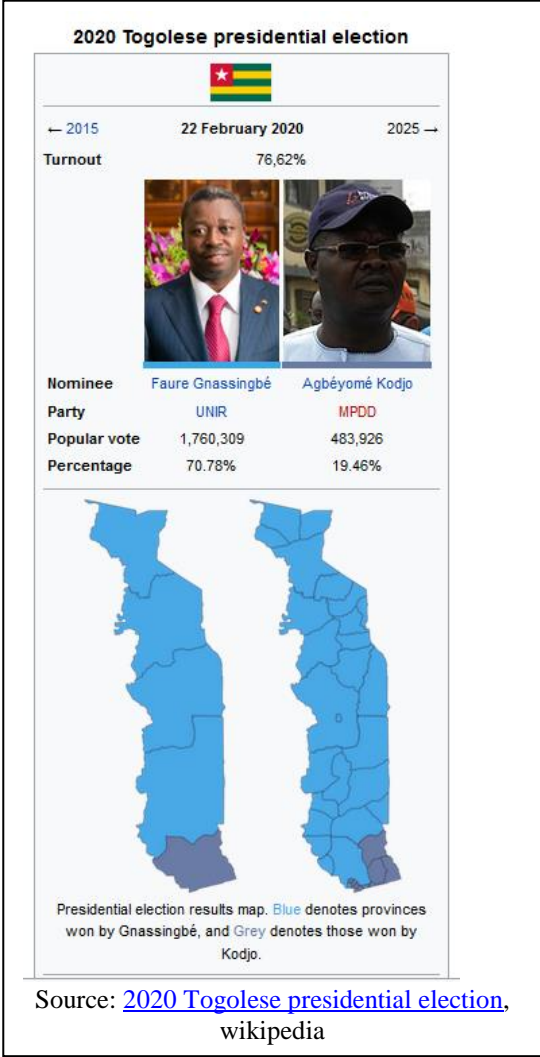 2020 Togolese presidential election
← 2015 22 February 2020 2025 →
Turnout 76,62%
Nominee Faure Gnassingbé Agbéyomé Kodjo
Party UNIR MPDD
Popular vote 1,760,309 483,926
Percentage 70.78% 19.46%
Presidential election results map. Blue denotes provinces
won by Gnassingbé, and Grey denotes those won by
Kodjo.
Source: 2020 Togolese presidential election,
wikipedia